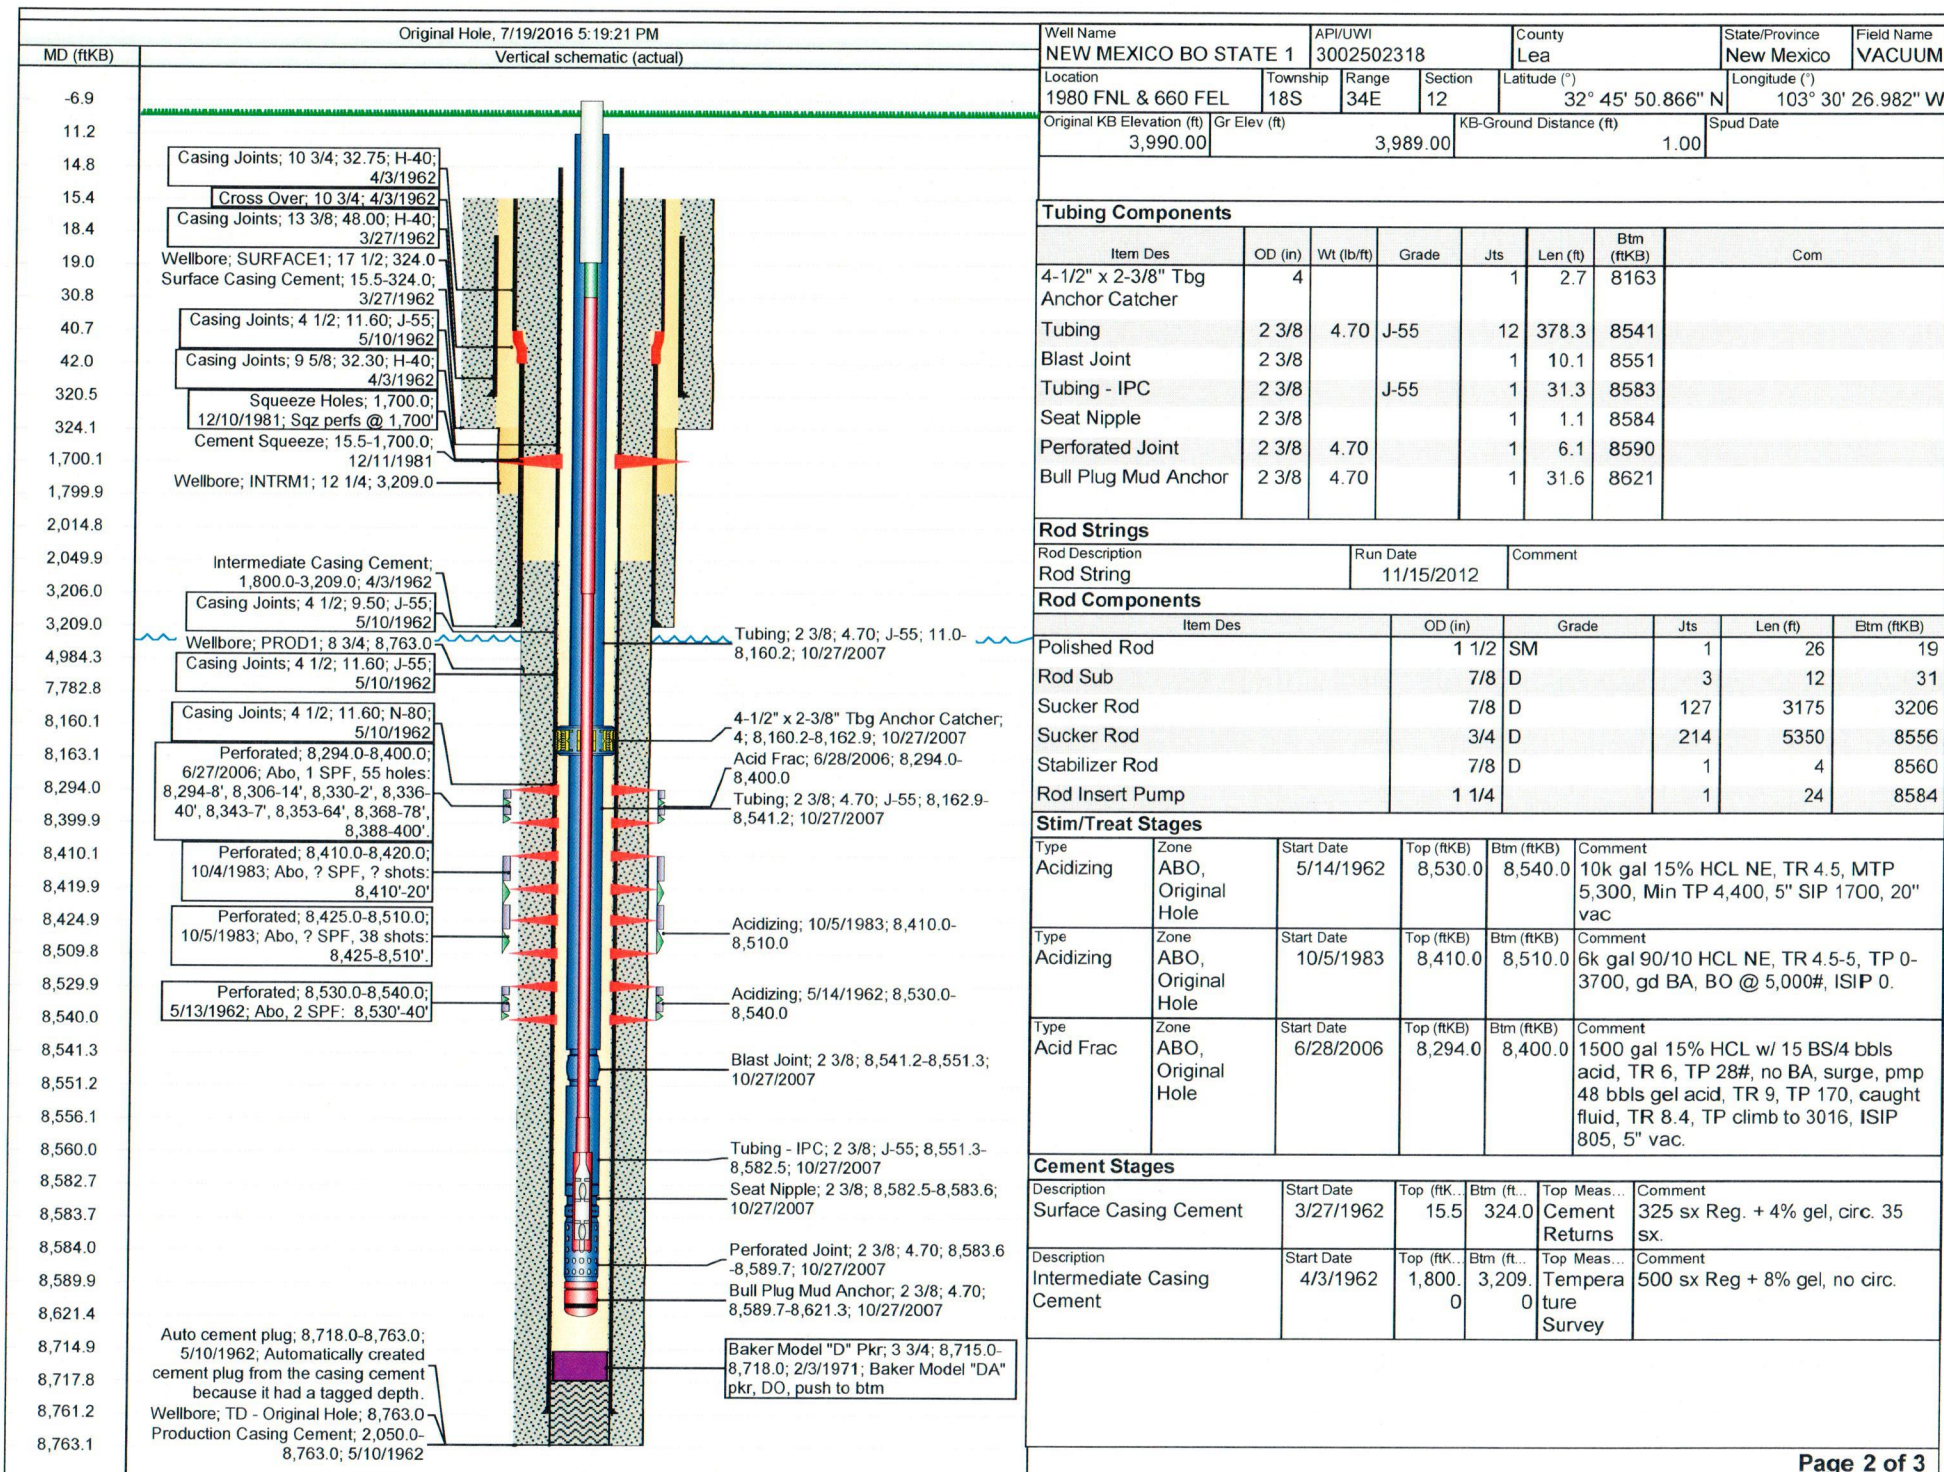 Original Hole, 7/19/2016 5:19:21 PM
MD (ftKB)
Vertical schematic (actual)
-6.9
11.2
14.8
15.4
18.4
19.0
30.8
40.7
42.0
320.5
324.1
1,700.1
1,799.9
2,014.8
2,049.9
3,206.0
3,209.0
4,984.3
7,782.8
8,160.1
8,163.1
8,294.0
8,399.9
8,410.1
8,419.9
8,424.9
8,509.8
8,529.9
8,540.0
8,541.3
8,551.2
8,556.1
8,560.0
8,582.7
8,583.7
8,584.0
8,589.9
8,621.4
8,714.9
8,717.8
8,761.2
8,763.1
Casing Joints; 10 3/4; 32.75; H-40;
4/3/1962
Cross Over; 10 3/4; 4/3/1962
Casing Joints; 13 3/8; 48.00; H-40;
3/27/1962
Wellbore; SURFACE1; 17 1/2; 324.0
Surface Casing Cement; 15.5-324.0;
3/27/1962
Casing Joints; 4 1/2; 11.60; J-55;
5/10/1962
Casing Joints; 9 5/8; 32.30; H-40;
4/3/1962
Squeeze Holes; 1,700.0;
12/10/1981; Sqz perfs @ 1,700'
Cement Squeeze; 15.5-1,700.0;
12/11/1981
Wellbore; INTRM1; 12 1/4; 3,209.0
Intermediate Casing Cement;
1,800.0-3,209.0; 4/3/1962
Casing Joints; 4 1/2; 9.50; J-55;
5/10/1962
Wellbore; PROD1; 8 3/4; 8,763.0
Casing Joints; 4 1/2; 11.60; J-55;
5/10/1962
Casing Joints; 4 1/2; 11.60; N-80;
5/10/1962
Perforated; 8,294.0-8,400.0;
6/27/2006; Abo, 1 SPF, 55 holes:
8,294-8', 8,306-14', 8,330-2', 8,336-
40', 8,343-7', 8,353-64', 8,368-78',
8,388-400'.
Perforated; 8,410.0-8,420.0;
10/4/1983; Abo, ? SPF, ? shots:
8,410'-20'
Perforated; 8,425.0-8,510.0;
10/5/1983; Abo, ? SPF, 38 shots:
8,425-8,510'.
Perforated; 8,530.0-8,540.0;
5/13/1962; Abo, 2 SPF: 8,530'-40'
Auto cement plug; 8,718.0-8,763.0;
5/10/1962; Automatically created
cement plug from the casing cement
because it had a tagged depth.
Wellbore; TD - Original Hole; 8,763.0
Production Casing Cement; 2,050.0-
8,763.0; 5/10/1962
Tubing; 2 3/8; 4.70; J-55; 11.0-
8,160.2; 10/27/2007
4-1/2" x 2-3/8" Tbg Anchor Catcher;
4; 8,160.2-8,162.9; 10/27/2007
Acid Frac; 6/28/2006; 8,294.0-
8,400.0
Tubing; 2 3/8; 4.70; J-55; 8,162.9-
8,541.2; 10/27/2007
Acidizing; 10/5/1983; 8,410.0-
8,510.0
Acidizing; 5/14/1962; 8,530.0-
8,540.0
Blast Joint; 2 3/8; 8,541.2-8,551.3;
10/27/2007
Tubing - IPC; 2 3/8; J-55; 8,551.3-
8,582.5; 10/27/2007
Seat Nipple; 2 3/8; 8,582.5-8,583.6;
10/27/2007
Perforated Joint; 2 3/8; 4.70; 8,583.6
-8,589.7; 10/27/2007
Bull Plug Mud Anchor; 2 3/8; 4.70;
8,589.7-8,621.3; 10/27/2007
Baker Model "D" Pkr; 3 3/4; 8,715.0-
8,718.0; 2/3/1971; Baker Model "DA"
pkr, DO, push to btm
Well Name API/UWI County State/Province Field Name
NEW MEXICO BO STATE 1 3002502318 Lea New Mexico VACUUM
Location Township Range Section Latitude (°) Longitude (°)
1980 FNL & 660 FEL 18S 34E 12 32° 45' 50.866" N 103° 30' 26.982" W
Original KB Elevation (ft) Gr Elev (ft) KB-Ground Distance (ft) Spud Date
3,990.00 3,989.00 1.00
Tubing Components
Item Des OD (in) Wt (lb/ft) Grade Jts Len (ft) Btm (ftKB) Com
4-1/2" x 2-3/8" Tbg 4 1 2.7 8163
Anchor Catcher
Tubing 2 3/8 4.70 J-55 12 378.3 8541
Blast Joint 2 3/8 1 10.1 8551
Tubing - IPC 2 3/8 J-55 1 31.3 8583
Seat Nipple 2 3/8 1 1.1 8584
Perforated Joint 2 3/8 4.70 1 6.1 8590
Bull Plug Mud Anchor 2 3/8 4.70 1 31.6 8621
Rod Strings
Rod Description Run Date Comment
Rod String 11/15/2012
Rod Components
Item Des OD (in) Grade Jts Len (ft) Btm (ftKB)
Polished Rod 1 1/2 SM 1 26 19
Rod Sub 7/8 D 3 12 31
Sucker Rod 7/8 D 127 3175 3206
Sucker Rod 3/4 D 214 5350 8556
Stabilizer Rod 7/8 D 1 4 8560
Rod Insert Pump 1 1/4 1 24 8584
Stim/Treat Stages
Type Zone Start Date Top (ftKB) Btm (ftKB) Comment
Acidizing ABO, 5/14/1962 8,530.0 8,540.0 10k gal 15% HCL NE, TR 4.5, MTP
Original 5,300, Min TP 4,400, 5" SIP 1700, 20"
Hole vac
Type Zone Start Date Top (ftKB) Btm (ftKB) Comment
Acidizing ABO, 10/5/1983 8,410.0 8,510.0 6k gal 90/10 HCL NE, TR 4.5-5, TP 0-
Original 3700, gd BA, BO @ 5,000#, ISIP 0.
Hole
Type Zone Start Date Top (ftKB) Btm (ftKB) Comment
Acid Frac ABO, 6/28/2006 8,294.0 8,400.0 1500 gal 15% HCL w/ 15 BS/4 bbls
Original acid, TR 6, TP 28#, no BA, surge, pmp
Hole 48 bbls gel acid, TR 9, TP 170, caught
fluid, TR 8.4, TP climb to 3016, ISIP
805, 5" vac.
Cement Stages
Description Start Date Top (ftK... Btm (ft... Top Meas... Comment
Surface Casing Cement 3/27/1962 15.5 324.0 Cement 325 sx Reg. + 4% gel, circ. 35
Returns sx.
Description Start Date Top (ftK... Btm (ft... Top Meas... Comment
Intermediate Casing 4/3/1962 1,800. 3,209. Tempera 500 sx Reg + 8% gel, no circ.
Cement 0 0 ture
Survey
Page 2 of 3